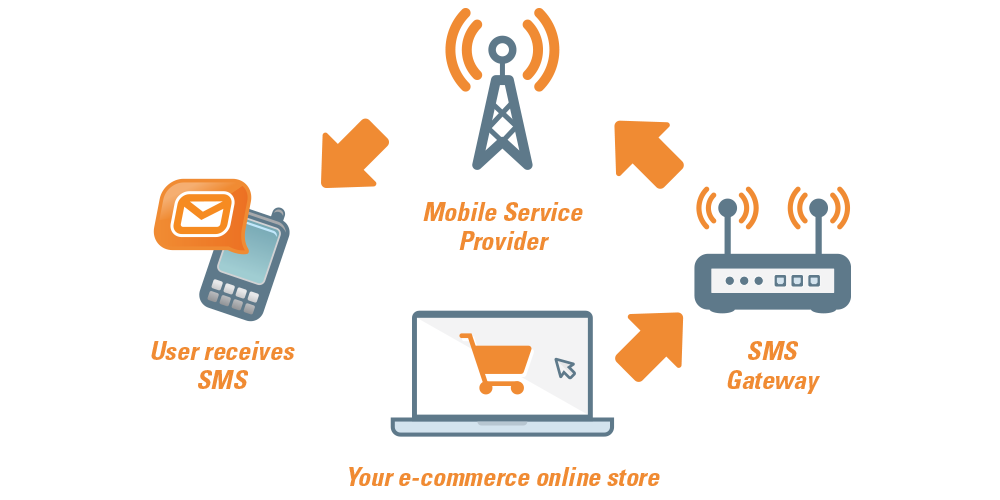 Mobile Service
Provider
User receives
SMS
SMS
Gateway
Your e-commerce online store